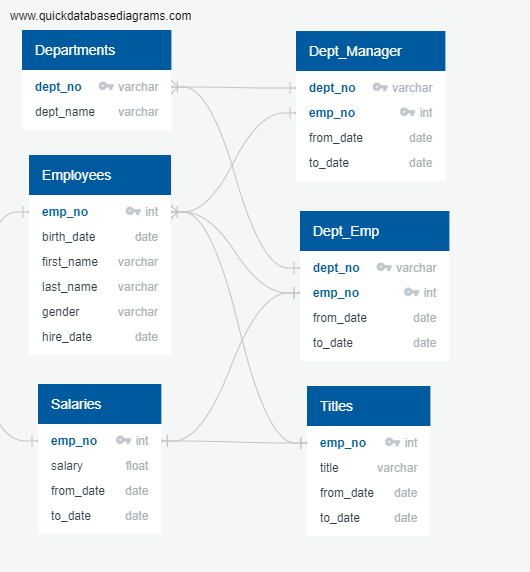 www.quickdatabasediagrams.com
Departments
dept_no varchar
dept_name varchar
Dept_Manager
dept_no varchar
emp_no int
from_date date
to_date date
Employees
emp_no int
birth_date date
first_name varchar
last_name varchar
gender varchar
hire_date date
Dept_Emp
dept_no varchar
emp_no int
from_date date
to_date date
Salaries
emp_no int
salary float
from_date date
to_date date
Titles
emp_no int
title varchar
from_date date
to_date date